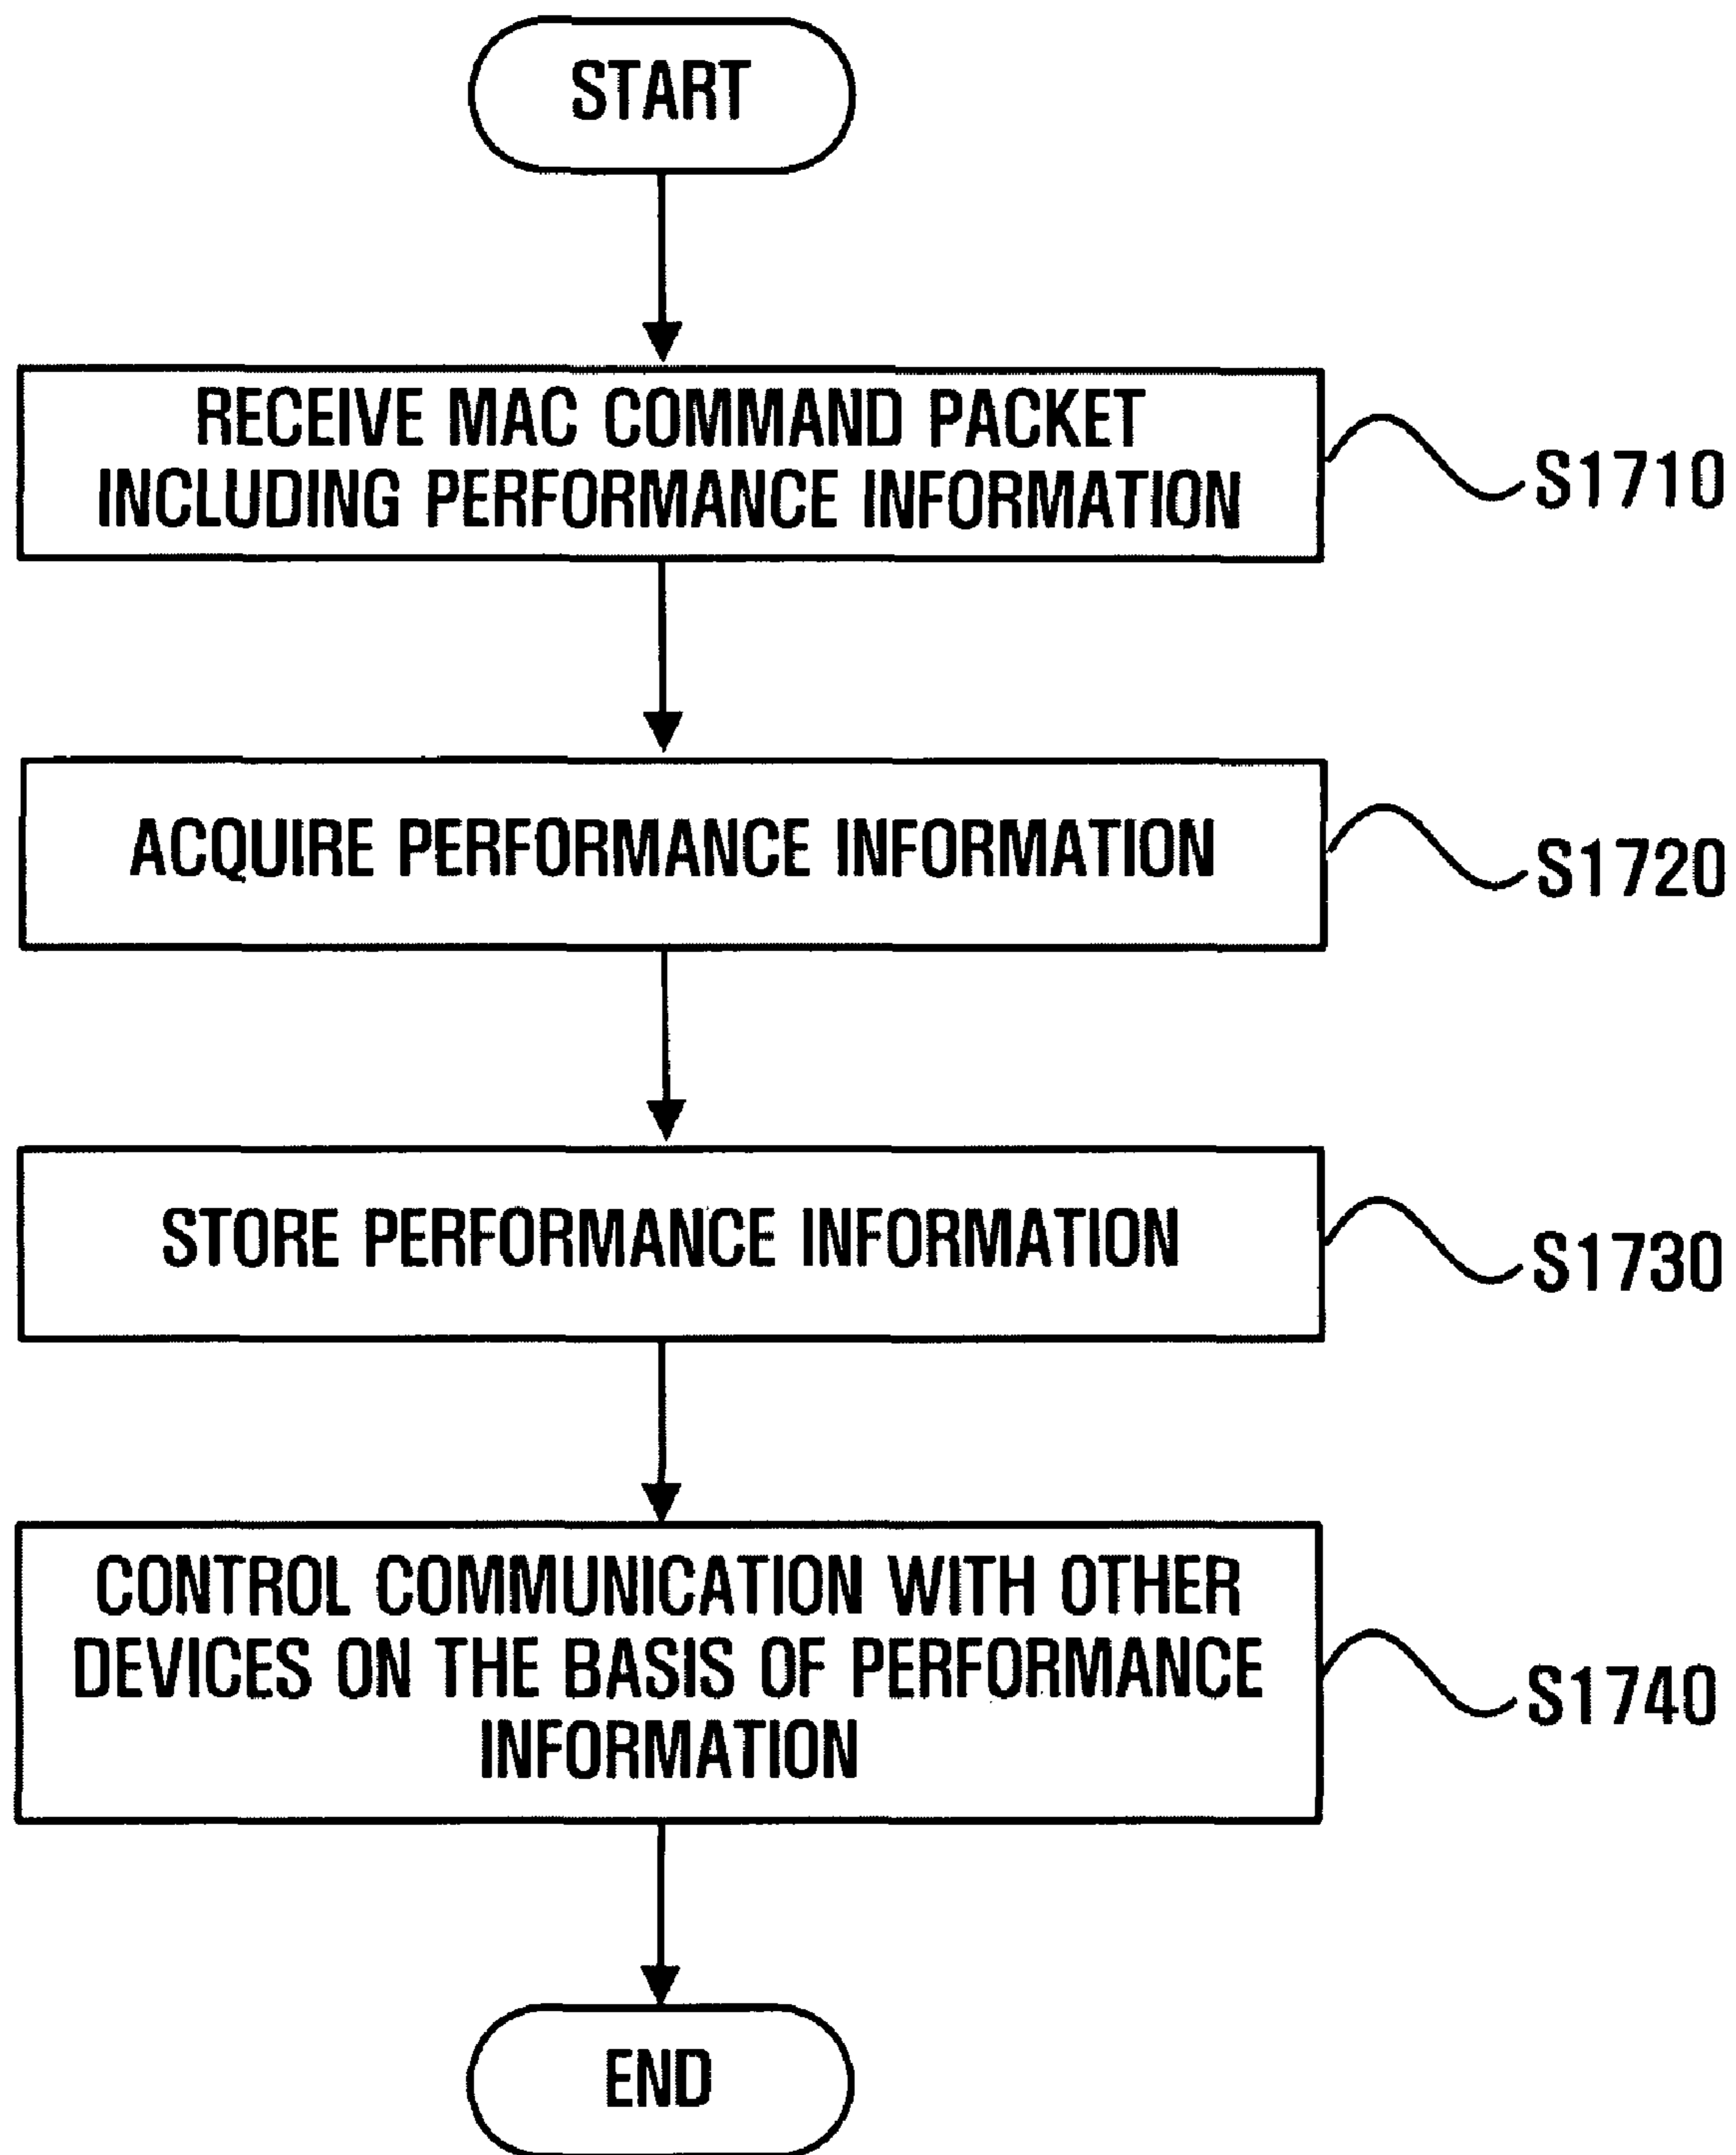 START
RECEIVE MAC COMMAND PACKET
INCLUDING PERFORMANCE INFORMATION
S1710
ACQUIRE PERFORMANCE INFORMATION
S1720
STORE PERFORMANCE INFORMATION
S1730
CONTROL COMMUNICATION WITH OTHER
DEVICES ON THE BASIS OF PERFORMANCE
INFORMATION
S1740
END